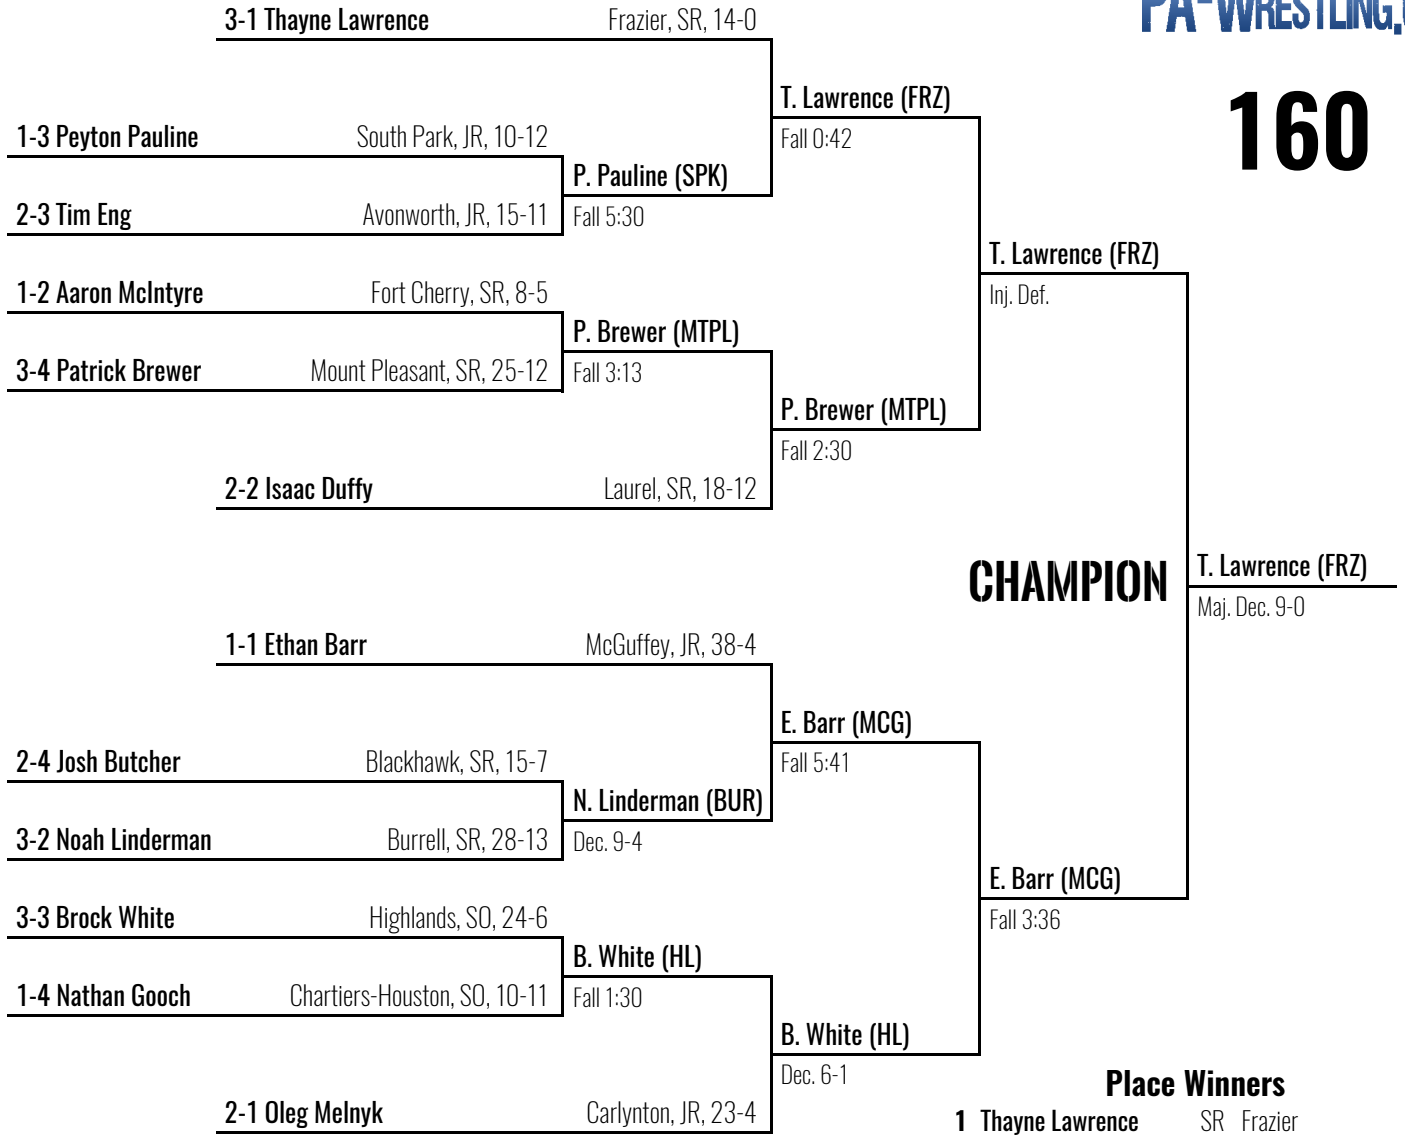 PA-WRESTLING.
3-1 Thayne Lawrence Frazier, SR, 14-0
160
T. Lawrence (FRZ)
Fall 0:42
1-3 Peyton Pauline South Park, JR, 10-12
P. Pauline (SPK)
Fall 5:30
2-3 Tim Eng Avonworth, JR, 15-11
T. Lawrence (FRZ)
Inj. Def.
1-2 Aaron McIntyre Fort Cherry, SR, 8-5
P. Brewer (MTPL)
Fall 3:13
3-4 Patrick Brewer Mount Pleasant, SR, 25-12
P. Brewer (MTPL)
Fall 2:30
2-2 Isaac Duffy Laurel, SR, 18-12
CHAMPION
T. Lawrence (FRZ)
Maj. Dec. 9-0
1-1 Ethan Barr McGuffey, JR, 38-4
E. Barr (MCG)
Fall 5:41
2-4 Josh Butcher Blackhawk, SR, 15-7
N. Linderman (BUR)
Dec. 9-4
3-2 Noah Linderman Burrell, SR, 28-13
E. Barr (MCG)
Fall 3:36
3-3 Brock White Highlands, SO, 24-6
B. White (HL)
Fall 1:30
1-4 Nathan Gooch Chartiers-Houston, SO, 10-11
B. White (HL)
Dec. 6-1
2-1 Oleg Melnyk Carlynton, JR, 23-4
Place Winners
1 Thayne Lawrence SR Frazier